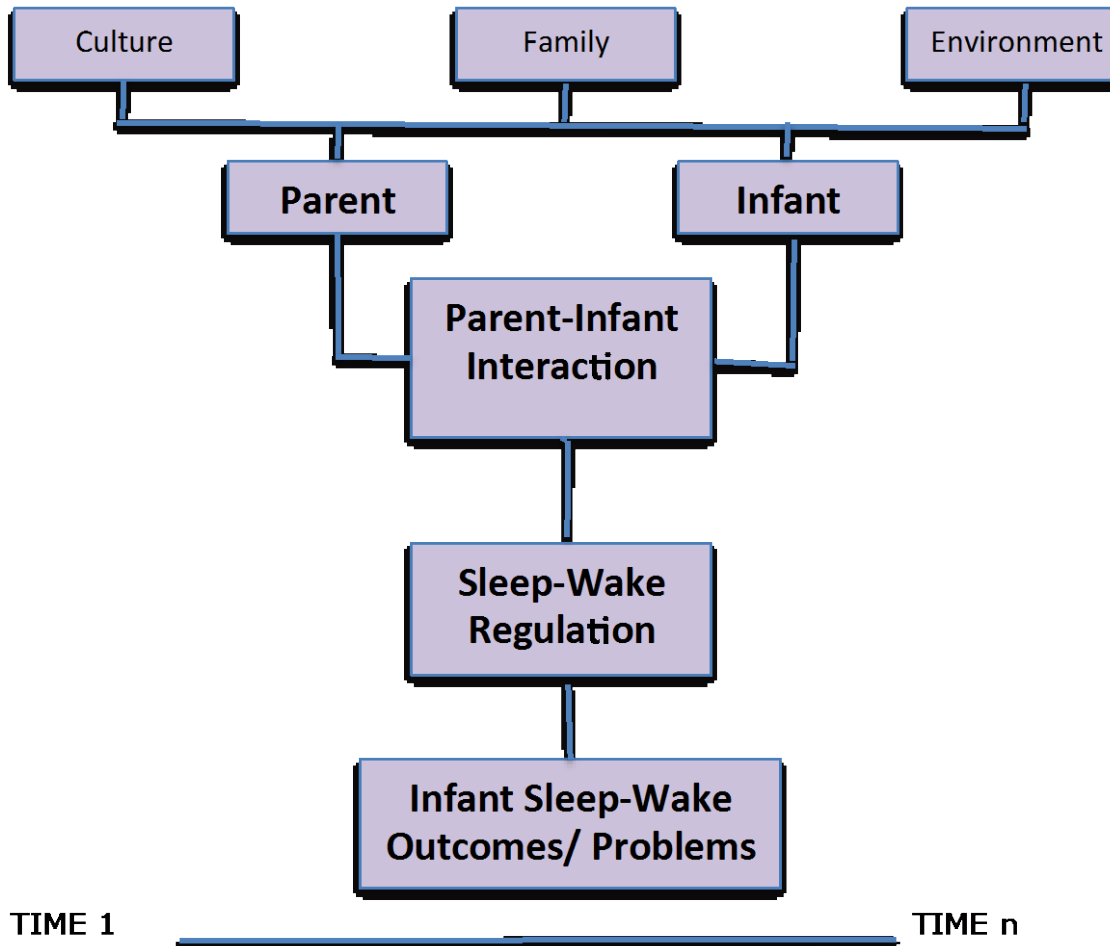 Culture
Family
Environment
Parent
Infant
Parent-Infant
Interaction
Sleep-Wake
Regulation
Infant Sleep-Wake
Outcomes/ Problems
TIME 1
TIME n